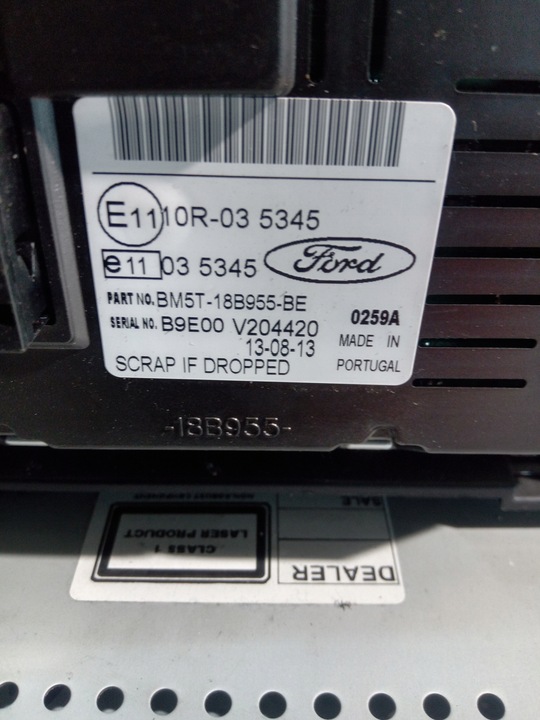 E11 10R-03 5345
e11 03 5345 Ford
PART NO. BM5T-18B955-BE
SERIAL NO. B9E00 V204420 0259A
13-08-13 MADE IN
SCRAP IF DROPPED PORTUGAL
-18B955-
SALE
CLASS 1
LASER PRODUCT
DEALER